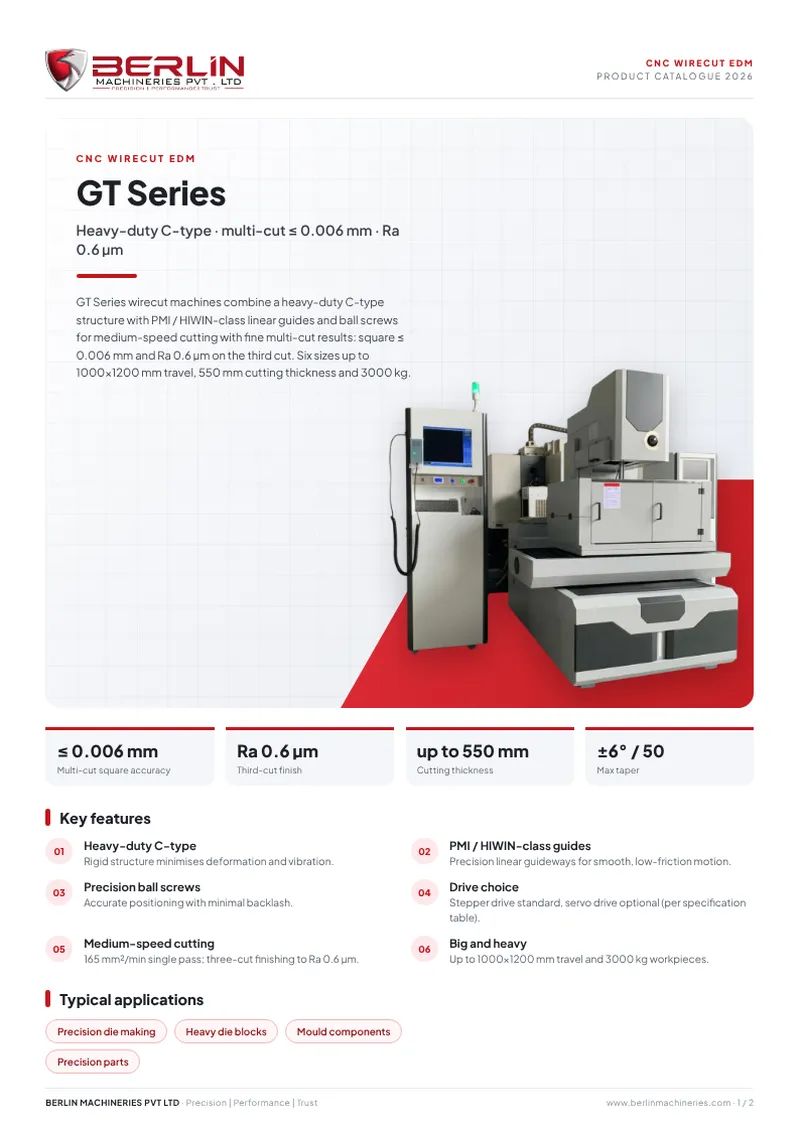 BERLIN
MACHINERIES PVT . LTD
PRECISION | PERFORMANCE | TRUST
CNC WIRECUT EDM
PRODUCT CATALOGUE 2026
CNC WIRECUT EDM
GT Series
Heavy-duty C-type · multi-cut ≤ 0.006 mm · Ra
0.6 µm
GT Series wirecut machines combine a heavy-duty C-type
structure with PMI / HIWIN-class linear guides and ball screws
for medium-speed cutting with fine multi-cut results: square ≤
0.006 mm and Ra 0.6 µm on the third cut. Six sizes up to
1000×1200 mm travel, 550 mm cutting thickness and 3000 kg.
≤ 0.006 mm
Multi-cut square accuracy
Ra 0.6 µm
Third-cut finish
up to 550 mm
Cutting thickness
±6° / 50
Max taper
Key features
01
Heavy-duty C-type
Rigid structure minimises deformation and vibration.
02
PMI / HIWIN-class guides
Precision linear guideways for smooth, low-friction motion.
03
Precision ball screws
Accurate positioning with minimal backlash.
04
Drive choice
Stepper drive standard, servo drive optional (per specification
table).
05
Medium-speed cutting
165 mm²/min single pass; three-cut finishing to Ra 0.6 µm.
06
Big and heavy
Up to 1000×1200 mm travel and 3000 kg workpieces.
Typical applications
Precision die making
Heavy die blocks
Mould components
Precision parts
BERLIN MACHINERIES PVT LTD · Precision | Performance | Trust
www.berlinmachineries.com · 1 / 2